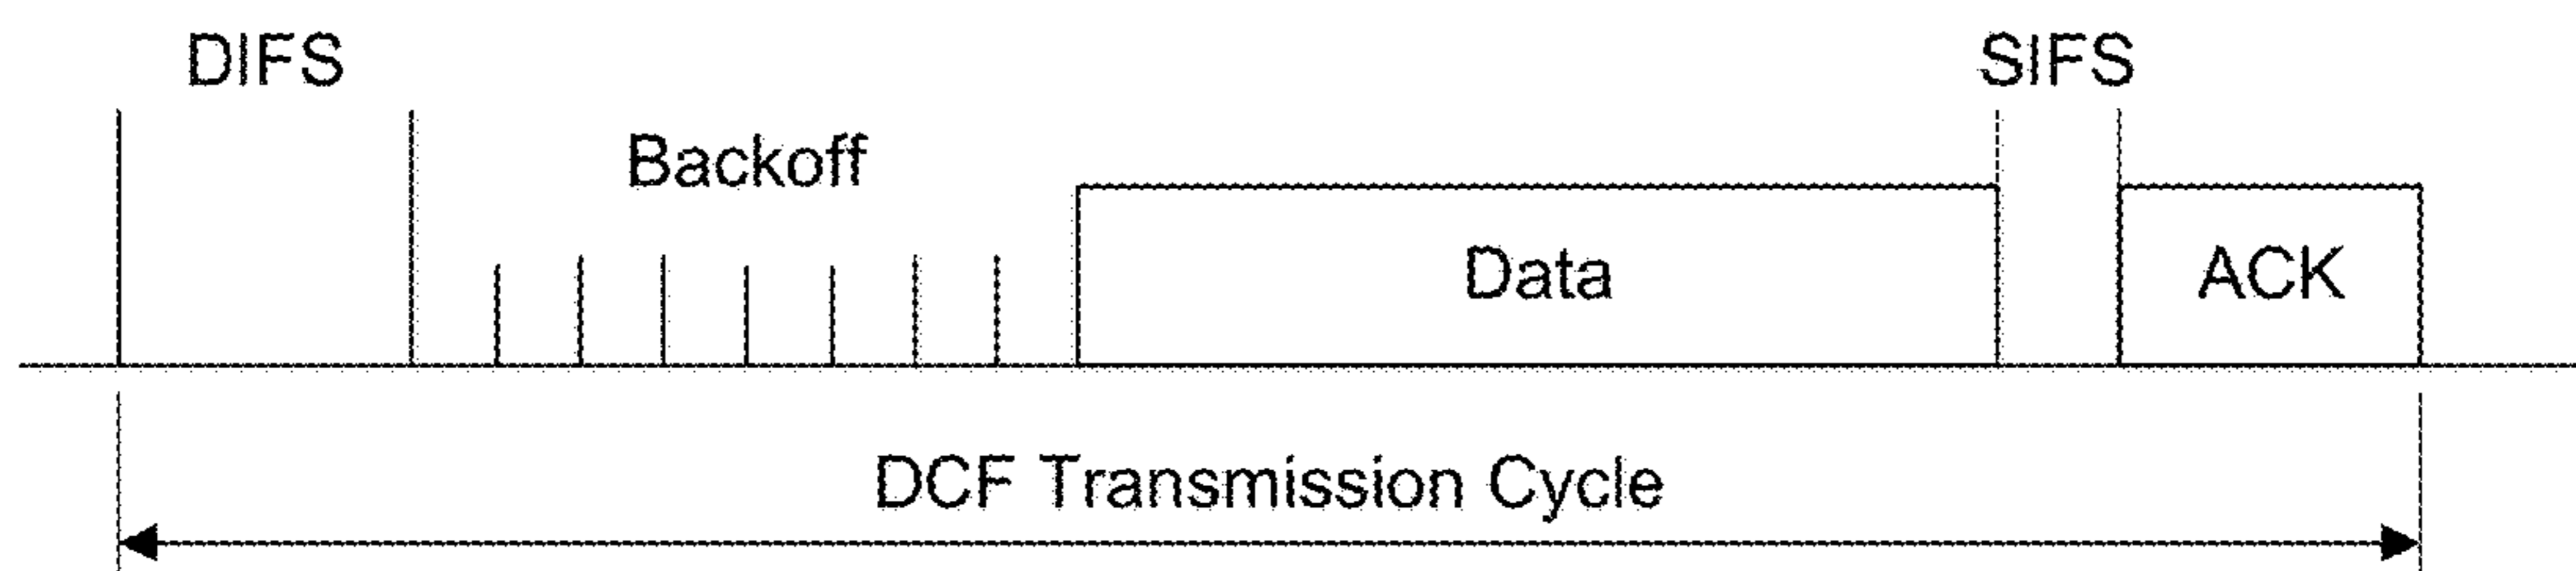 DIFS
SIFS
Backoff
Data
ACK
DCF Transmission Cycle